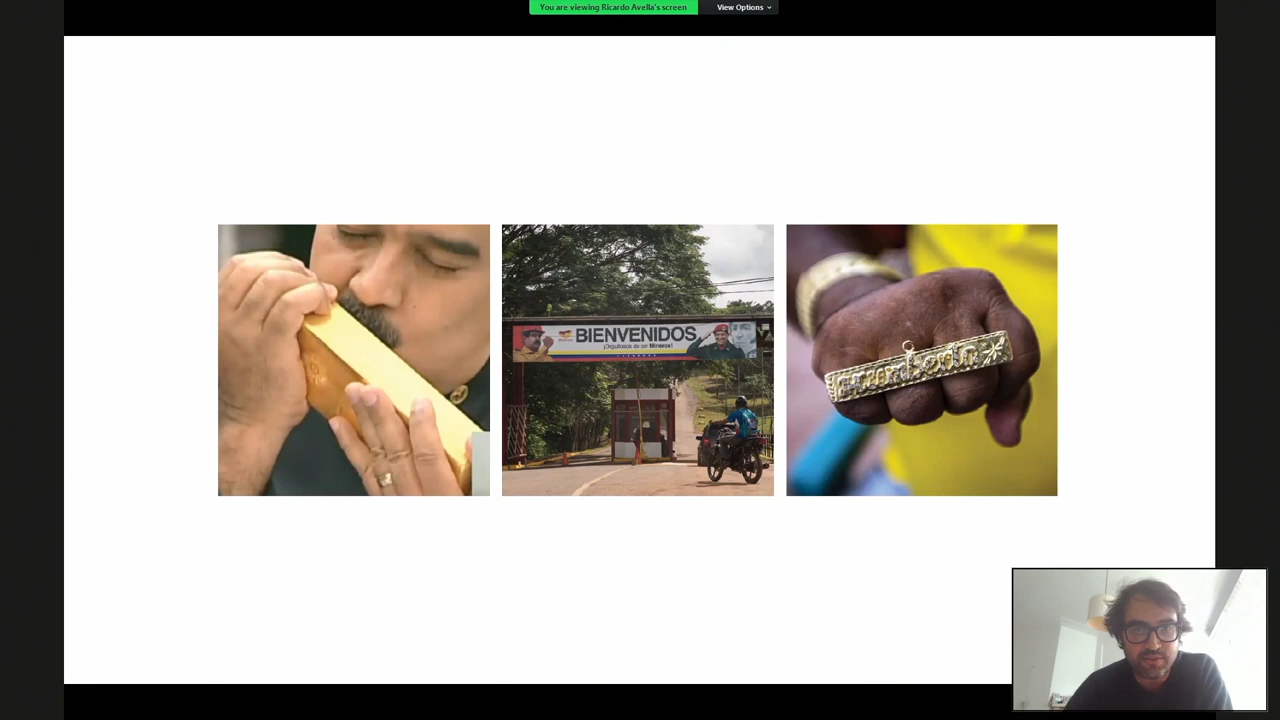 You are viewing Ricardo Avella's screen
View Options
BIENVENIDOS
¡Orgullosos de ser Mineros!